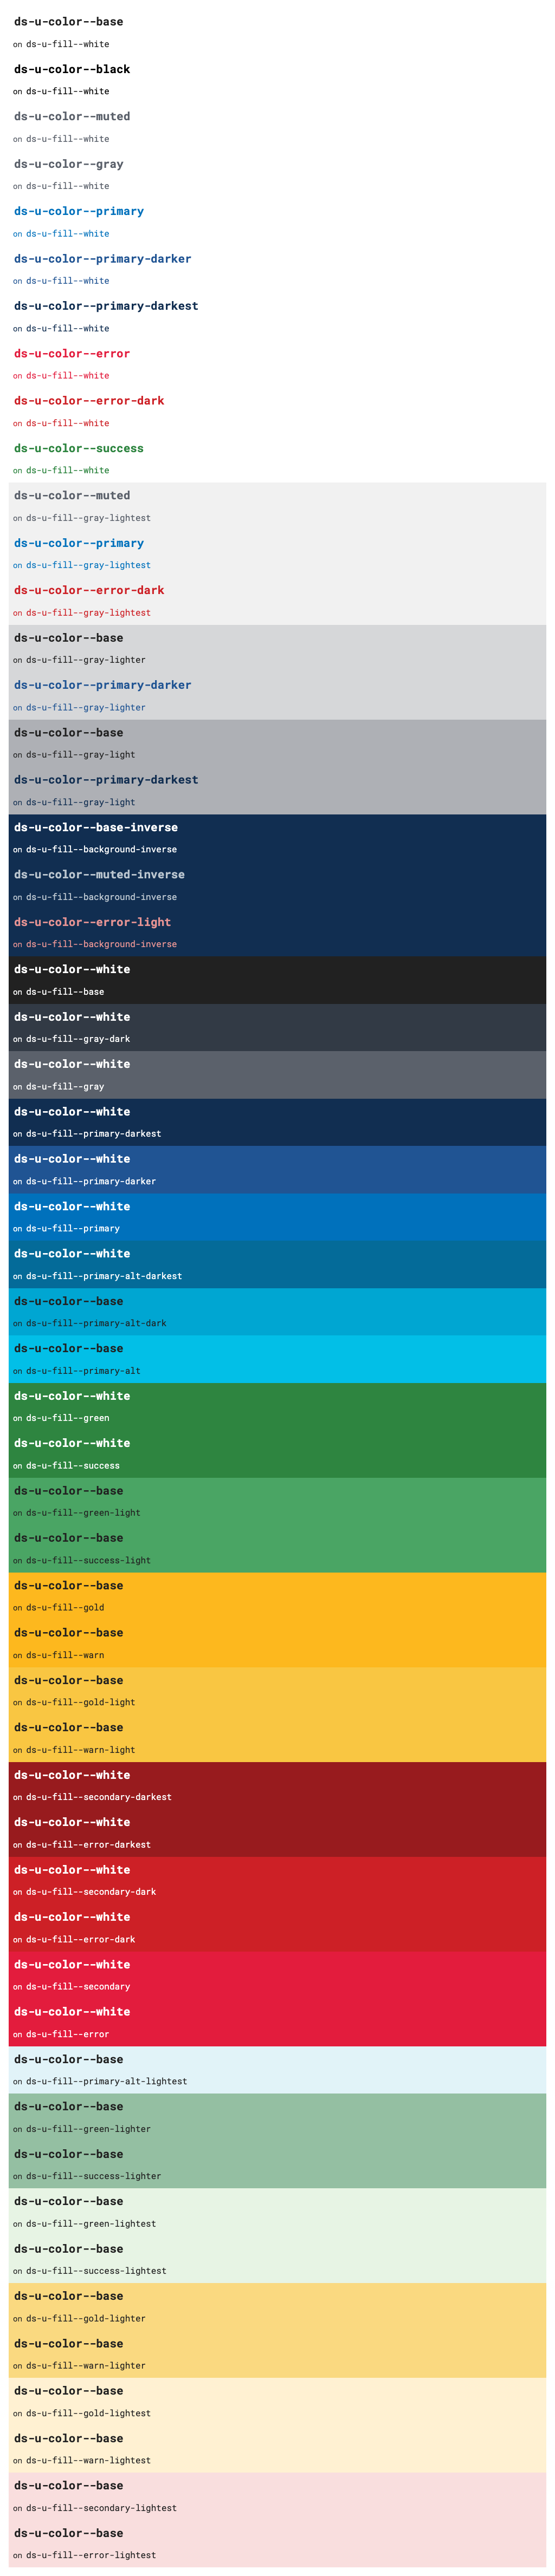 ds-u-color--base
on ds-u-fill--white
ds-u-color--black
on ds-u-fill--white
ds-u-color--muted
on ds-u-fill--white
ds-u-color--gray
on ds-u-fill--white
ds-u-color--primary
on ds-u-fill--white
ds-u-color--primary-darker
on ds-u-fill--white
ds-u-color--primary-darkest
on ds-u-fill--white
ds-u-color--error
on ds-u-fill--white
ds-u-color--error-dark
on ds-u-fill--white
ds-u-color--success
on ds-u-fill--white
ds-u-color--muted
on ds-u-fill--gray-lightest
ds-u-color--primary
on ds-u-fill--gray-lightest
ds-u-color--error-dark
on ds-u-fill--gray-lightest
ds-u-color--base
on ds-u-fill--gray-lighter
ds-u-color--primary-darker
on ds-u-fill--gray-lighter
ds-u-color--base
on ds-u-fill--gray-light
ds-u-color--primary-darkest
on ds-u-fill--gray-light
ds-u-color--base-inverse
on ds-u-fill--background-inverse
ds-u-color--muted-inverse
on ds-u-fill--background-inverse
ds-u-color--error-light
on ds-u-fill--background-inverse
ds-u-color--white
on ds-u-fill--base
ds-u-color--white
on ds-u-fill--gray-dark
ds-u-color--white
on ds-u-fill--gray
ds-u-color--white
on ds-u-fill--primary-darkest
ds-u-color--white
on ds-u-fill--primary-darker
ds-u-color--white
on ds-u-fill--primary
ds-u-color--white
on ds-u-fill--primary-alt-darkest
ds-u-color--base
on ds-u-fill--primary-alt-dark
ds-u-color--base
on ds-u-fill--primary-alt
ds-u-color--white
on ds-u-fill--green
ds-u-color--white
on ds-u-fill--success
ds-u-color--base
on ds-u-fill--green-light
ds-u-color--base
on ds-u-fill--success-light
ds-u-color--base
on ds-u-fill--gold
ds-u-color--base
on ds-u-fill--warn
ds-u-color--base
on ds-u-fill--gold-light
ds-u-color--base
on ds-u-fill--warn-light
ds-u-color--white
on ds-u-fill--secondary-darkest
ds-u-color--white
on ds-u-fill--error-darkest
ds-u-color--white
on ds-u-fill--secondary-dark
ds-u-color--white
on ds-u-fill--error-dark
ds-u-color--white
on ds-u-fill--secondary
ds-u-color--white
on ds-u-fill--error
ds-u-color--base
on ds-u-fill--primary-alt-lightest
ds-u-color--base
on ds-u-fill--green-lighter
ds-u-color--base
on ds-u-fill--success-lighter
ds-u-color--base
on ds-u-fill--green-lightest
ds-u-color--base
on ds-u-fill--success-lightest
ds-u-color--base
on ds-u-fill--gold-lighter
ds-u-color--base
on ds-u-fill--warn-lighter
ds-u-color--base
on ds-u-fill--gold-lightest
ds-u-color--base
on ds-u-fill--warn-lightest
ds-u-color--base
on ds-u-fill--secondary-lightest
ds-u-color--base
on ds-u-fill--error-lightest